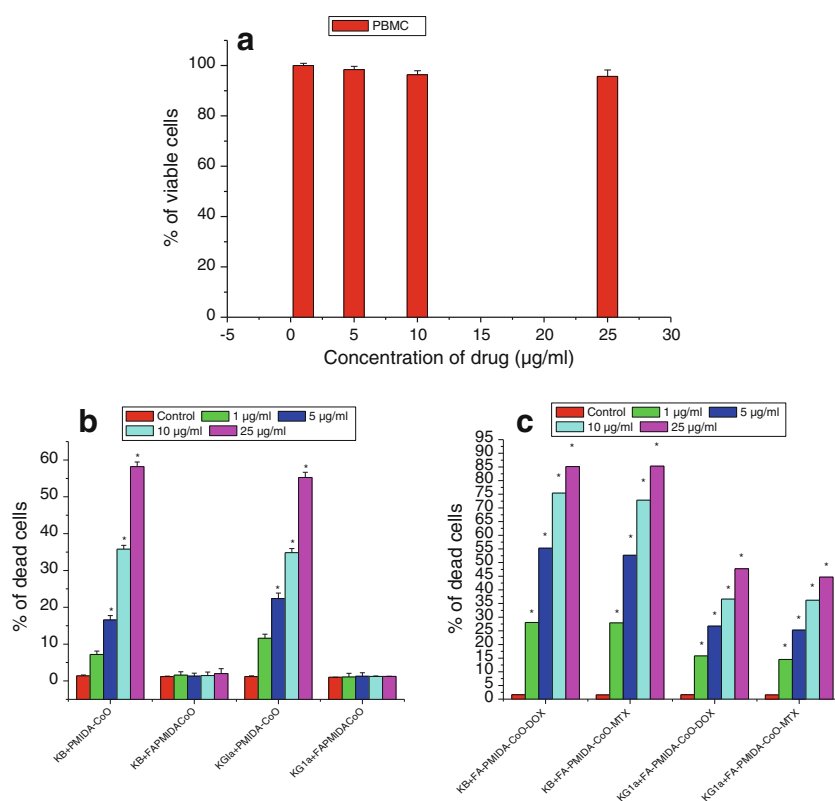 a
PBMC
100
80
60
40
20
0
% of viable cells
-5 0 5 10 15 20 25 30
Concentration of drug (µg/ml)
b
Control 1 µg/ml 5 µg/ml
10 µg/ml 25 µg/ml
60
50
40
30
20
10
0
% of dead cells
* * * * * *
KB+PMIDA-CoO
KB+FAPMIDACoO
KGIa+PMIDA-CoO
KG1a+FAPMIDACoO
c
Control 1 µg/ml 5 µg/ml
10 µg/ml 25 µg/ml
95
90
85
80
75
70
65
60
55
50
45
40
35
30
25
20
15
10
5
0
% of dead cells
* * * * * * * * * * * * * * * *
KB+FA-PMIDA-CoO-DOX
KB+FA-PMIDA-CoO-MTX
KG1a+FA-PMIDA-CoO-DOX
KG1a+FA-PMIDA-CoO-MTX